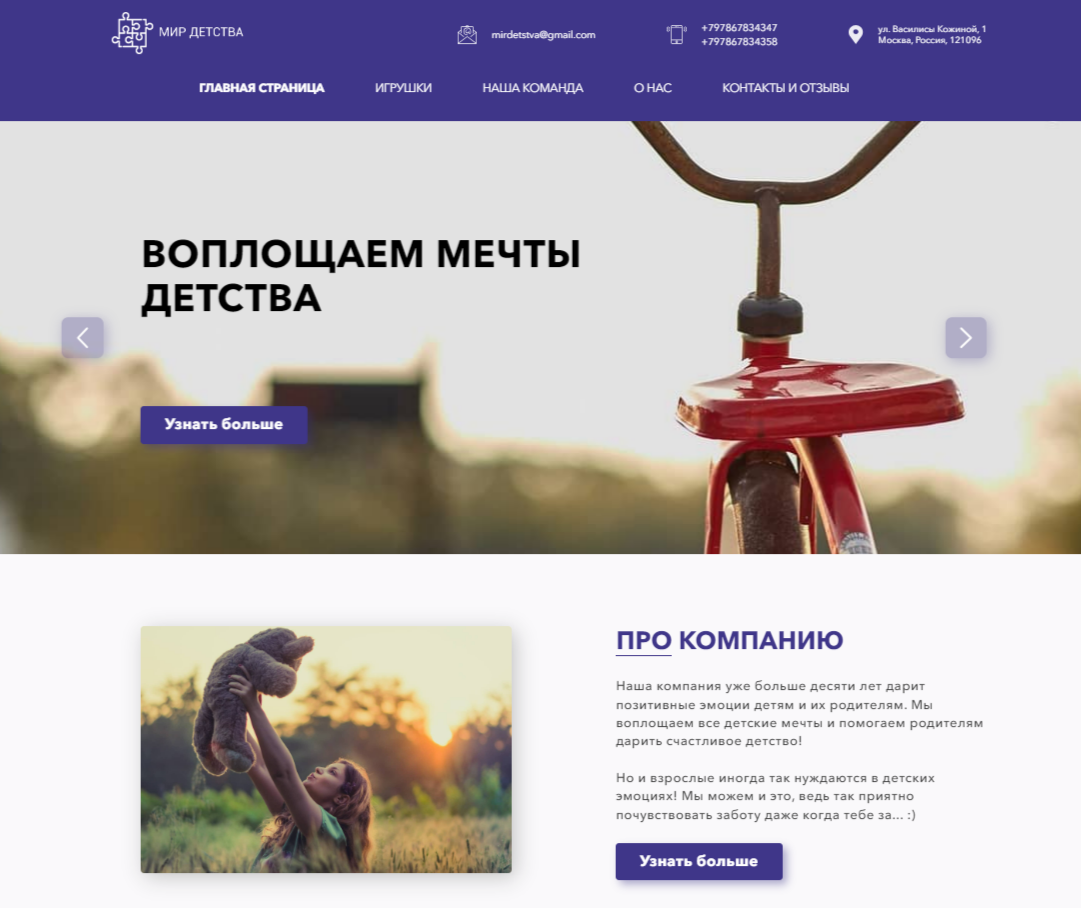 МИР ДЕТСТВА
mirdetstva@gmail.com
+797867834347
+797867834358
ул. Василисы Кожиной, 1
Москва, Россия, 121096
ГЛАВНАЯ СТРАНИЦА
ИГРУШКИ
НАША КОМАНДА
О НАС
КОНТАКТЫ И ОТЗЫВЫ
ВОПЛОЩАЕМ МЕЧТЫ
ДЕТСТВА
Узнать больше
ПРО КОМПАНИЮ
Наша компания уже больше десяти лет дарит
позитивные эмоции детям и их родителям. Мы
воплощаем все детские мечты и помогаем родителям
дарить счастливое детство!
Но и взрослые иногда так нуждаются в детских
эмоциях! Мы можем и это, ведь так приятно
почувствовать заботу даже когда тебе за... :)
Узнать больше